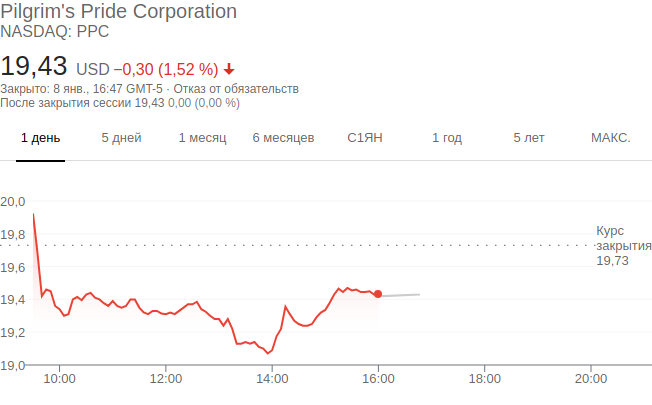 Pilgrim's Pride Corporation
NASDAQ: PPC
19,43 USD −0,30 (1,52 %)
Закрыто: 8 янв., 16:47 GMT-5 · Отказ от обязательств
После закрытия сессии 19,43 0,00 (0,00 %)
1 день 5 дней 1 месяц 6 месяцев С1ЯН 1 год 5 лет МАКС.
20,0
19,8
19,6
19,4
19,2
19,0
Курс
закрытия
19,73
10:00 12:00 14:00 16:00 18:00 20:00